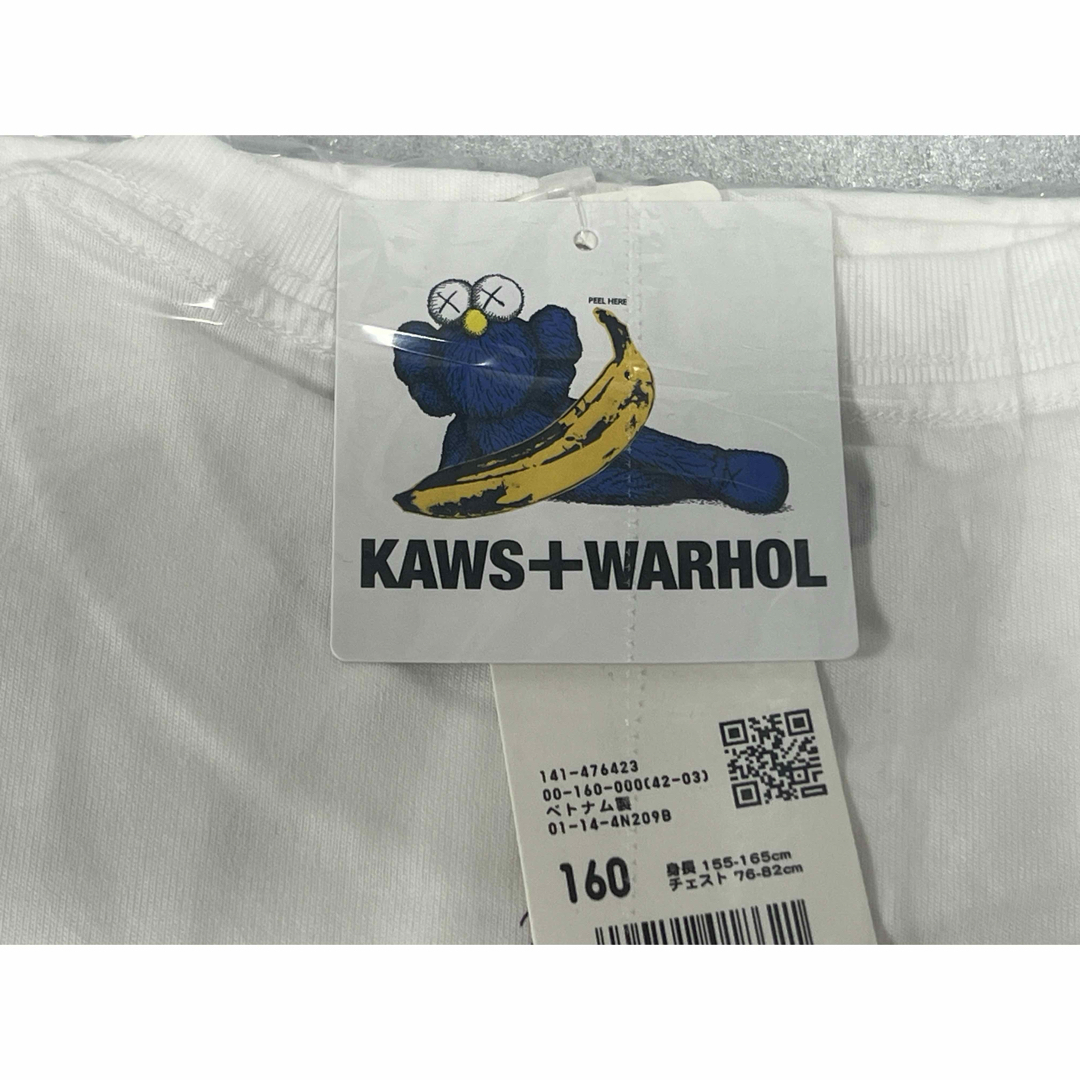 PEEL HERE
KAWS+WARHOL
141-476423
00-160-000(42-03)
ベトナム製
01-14-4N209B
160
身長 155-165cm
チェスト 76-82cm